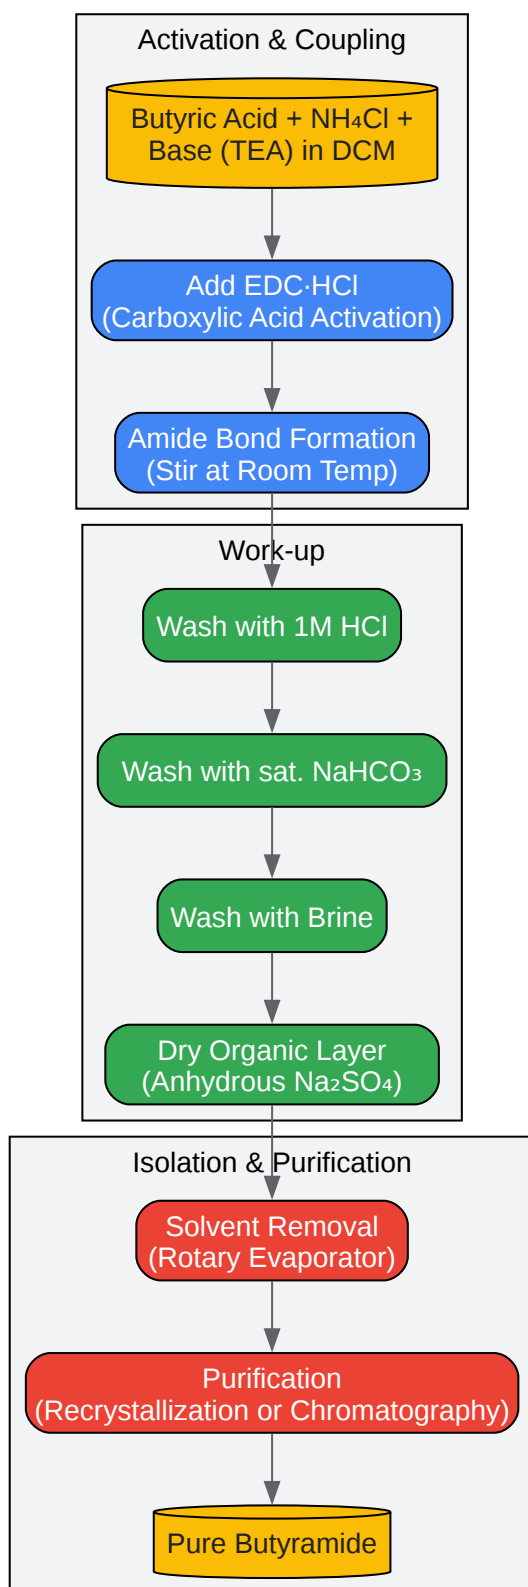 Activation & Coupling
Butyric Acid + NH₄Cl +
Base (TEA) in DCM
Add EDC·HCl
(Carboxylic Acid Activation)
Amide Bond Formation
(Stir at Room Temp)
Work-up
Wash with 1M HCl
Wash with sat. NaHCO₃
Wash with Brine
Dry Organic Layer
(Anhydrous Na₂SO₄)
Isolation & Purification
Solvent Removal
(Rotary Evaporator)
Purification
(Recrystallization or Chromatography)
Pure Butyramide